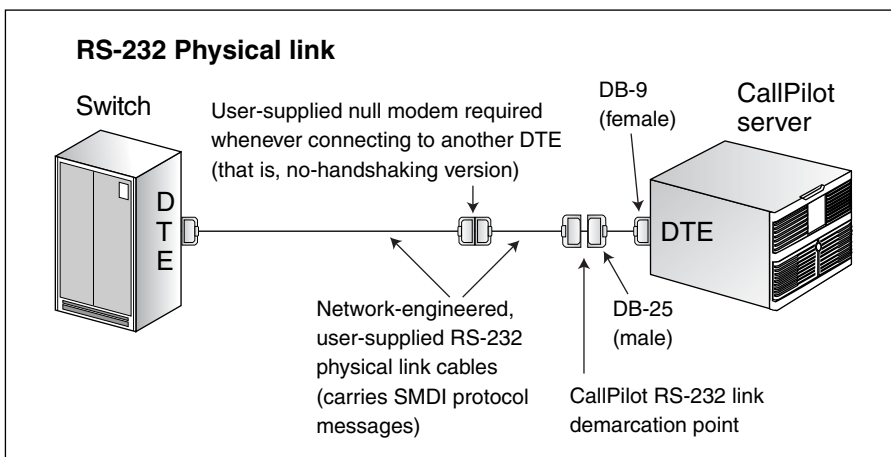 RS-232 Physical link
Switch
User-supplied null modem required
whenever connecting to another DTE
(that is, no-handshaking version)
DB-9
(female)
CallPilot
server
D
T
E
DTE
Network-engineered,
user-supplied RS-232
physical link cables
(carries SMDI protocol
messages)
DB-25
(male)
CallPilot RS-232 link
demarcation point